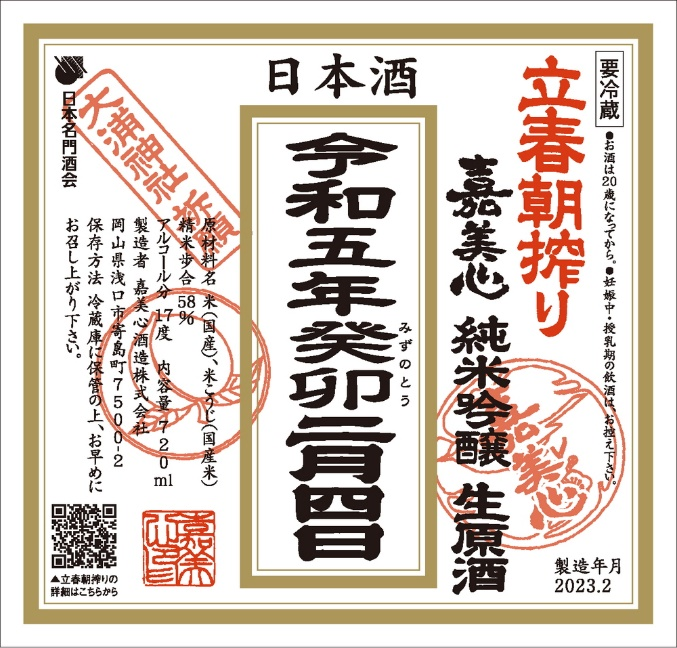 要冷蔵
●お酒は20歳になってから。●妊娠中・授乳期の飲酒は、お控え下さい。
立春朝搾り
嘉美心 純米吟醸 生原酒
製造年月
2023.2
日本酒
令和五年癸卯二月四日
みずのとう
原材料名 米(国産)、米こうじ(国産米)
精米歩合 58%
アルコール分 17度 内容量 720ml
製造者 嘉美心酒造株式会社
岡山県浅口市寄島町7500-2
保存方法 冷蔵庫に保管の上、お早めに
お召し上がり下さい。
日本名門酒会
大浦神社 祈願
嘉美心
▲立春朝搾りの
詳細はこちらから